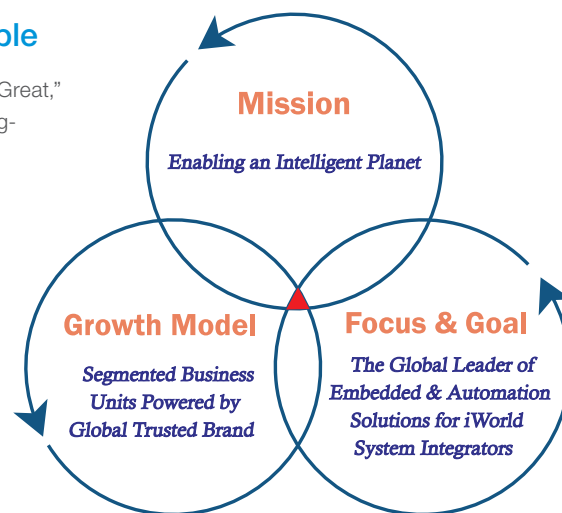 ple
Great,”
g-
Mission
Enabling an Intelligent Planet
Growth Model
Segmented Business
Units Powered by
Global Trusted Brand
Focus & Goal
The Global Leader of
Embedded & Automation
Solutions for iWorld
System Integrators